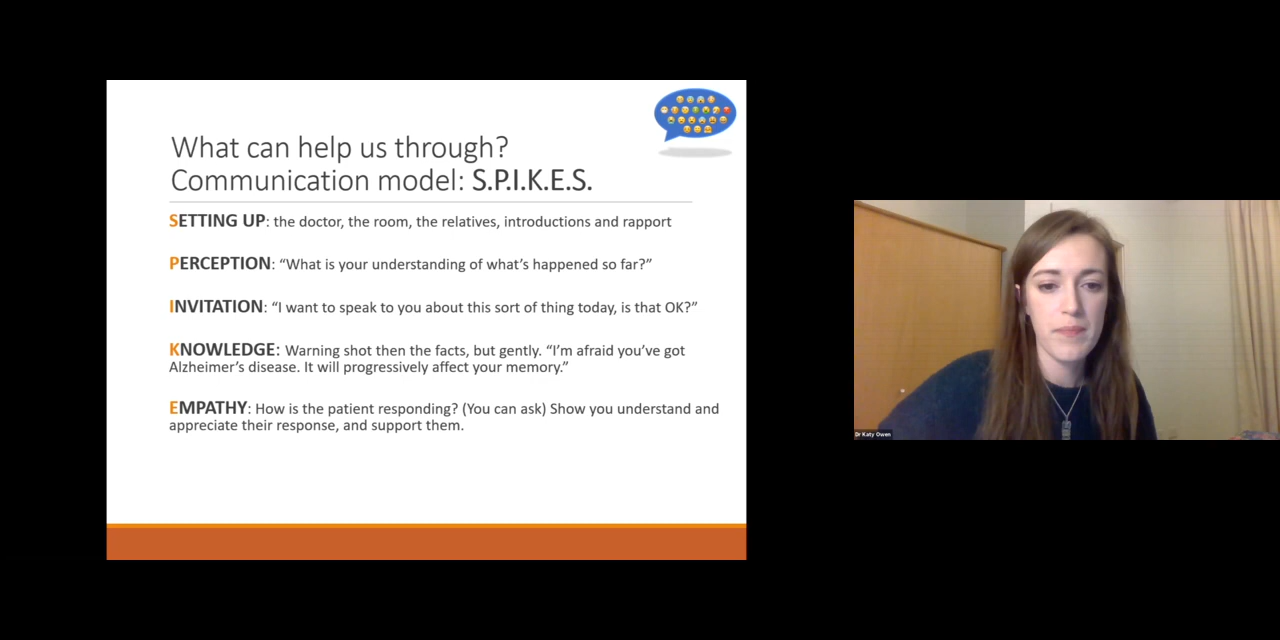 What can help us through?
Communication model: S.P.I.K.E.S.
SETTING UP: the doctor, the room, the relatives, introductions and rapport
PERCEPTION: “What is your understanding of what’s happened so far?”
INVITATION: “I want to speak to you about this sort of thing today, is that OK?”
KNOWLEDGE: Warning shot then the facts, but gently. “I’m afraid you’ve got
Alzheimer’s disease. It will progressively affect your memory.”
EMPATHY: How is the patient responding? (You can ask) Show you understand and
appreciate their response, and support them.
Dr Katy Owen